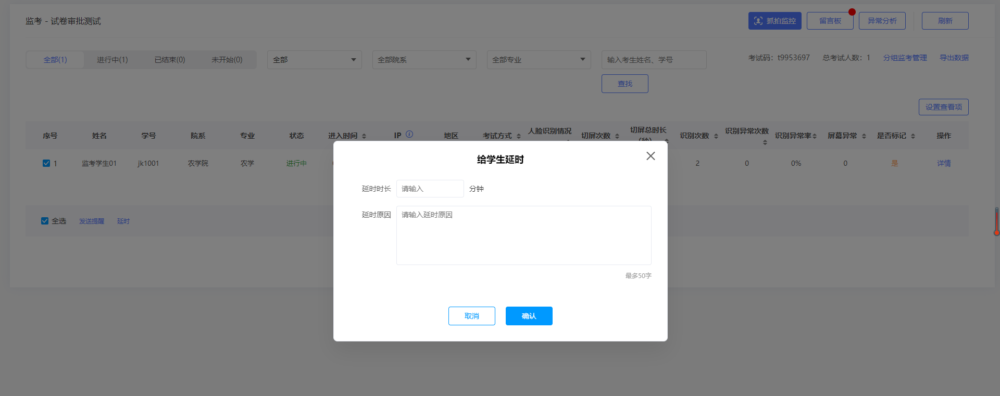 监考 - 试卷审批测试
抓拍监控
留言板
异常分析
刷新
全部(1)
进行中(1)
已结束(0)
未开始(0)
全部
全部院系
全部专业
输入考生姓名、学号
考试码：t9953697
总考试人数：1
分组监考管理
导出数据
查找
设置查看项
序号
姓名
学号
院系
专业
状态
进入时间
IP
地区
考试方式
人脸识别情况
切屏次数
切屏总时长
（秒）
识别次数
识别异常次数
识别异常率
屏幕异常
是否标记
操作
1
监考学生01
jk1001
农学院
农学
进行中
2
0
0%
0
是
详情
给学生延时
延时时长
请输入
分钟
延时原因
请输入延时原因
最多50字
取消
确认
全选
发送提醒
延时